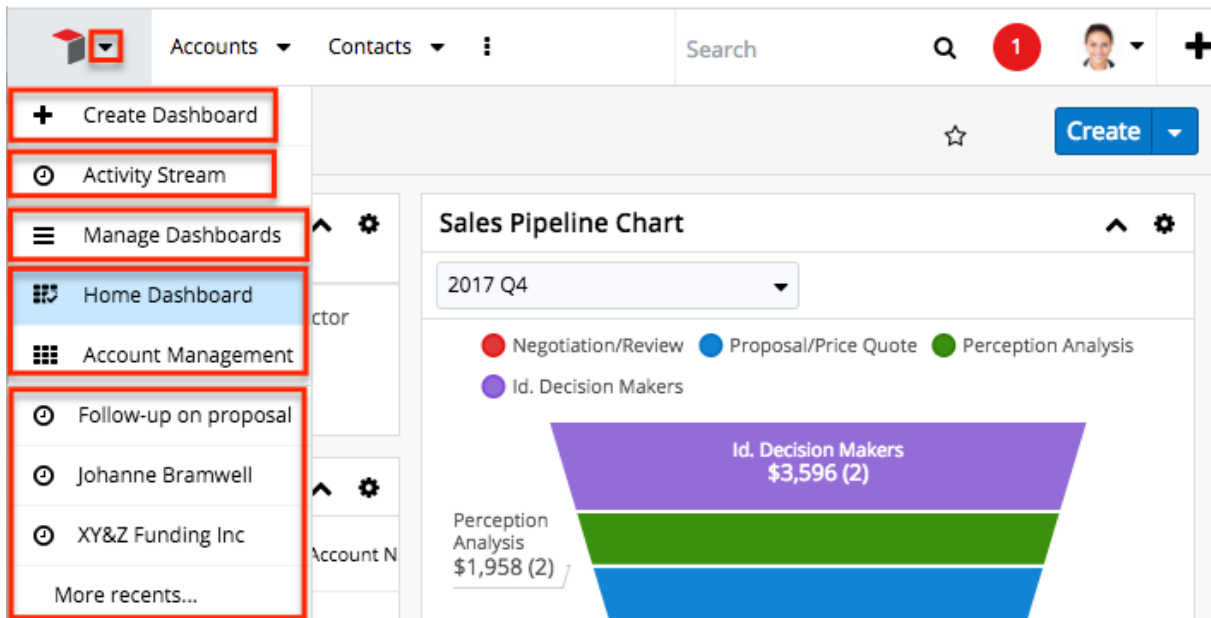 Accounts
Contacts
Search
1
Create Dashboard
Activity Stream
Manage Dashboards
Home Dashboard
Account Management
Follow-up on proposal
Johanne Bramwell
XY&Z Funding Inc
More recents...
Create
ctor
Account N
Sales Pipeline Chart
2017 Q4
Negotiation/Review
Proposal/Price Quote
Perception Analysis
Id. Decision Makers
Id. Decision Makers
$3,596 (2)
Perception
Analysis
$1,958 (2)